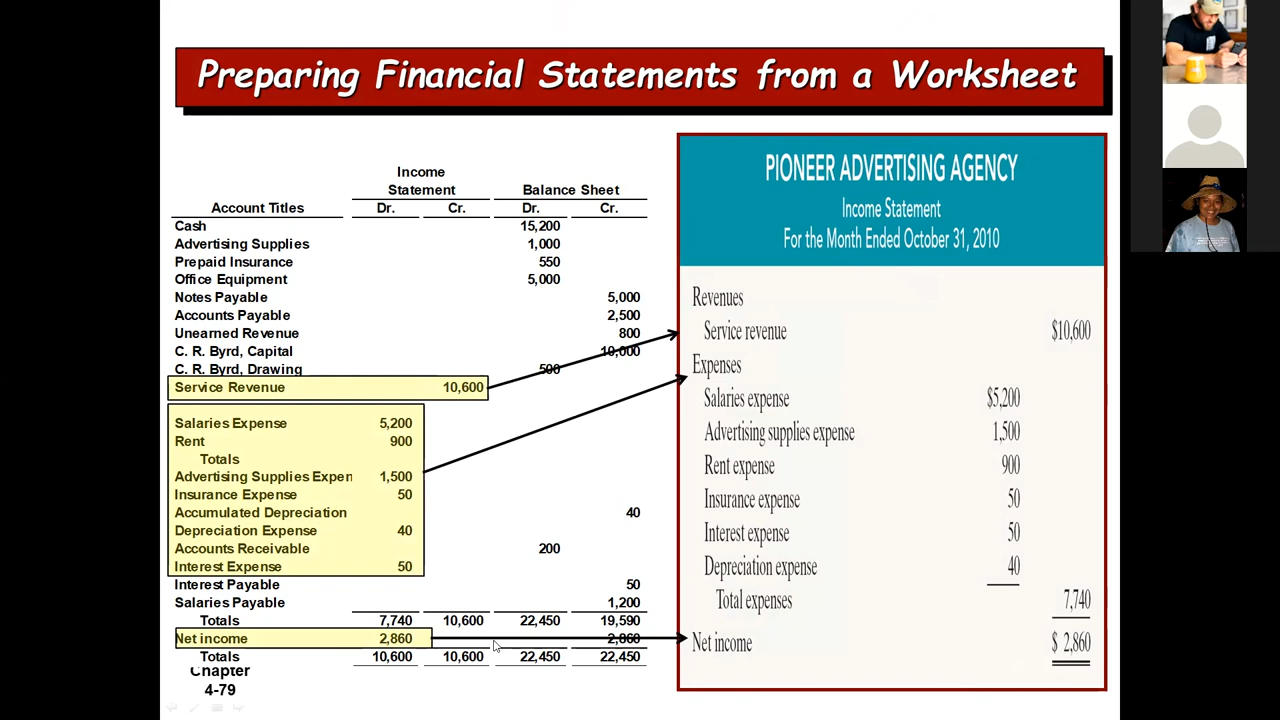 Preparing Financial Statements from a Worksheet
Income
Statement Balance Sheet
Account Titles Dr. Cr. Dr. Cr.
Cash 15,200
Advertising Supplies 1,000
Prepaid Insurance 550
Office Equipment 5,000
Notes Payable 5,000
Accounts Payable 2,500
Unearned Revenue 800
C. R. Byrd, Capital 10,000
C. R. Byrd, Drawing 500
Service Revenue 10,600
Salaries Expense 5,200
Rent 900
Totals
Advertising Supplies Expen 1,500
Insurance Expense 50
Accumulated Depreciation 40
Depreciation Expense 40
Accounts Receivable 200
Interest Expense 50
Interest Payable 50
Salaries Payable 1,200
Totals 7,740 10,600 22,450 19,590
Net income 2,860 2,860
Totals 10,600 10,600 22,450 22,450
Chapter
4-79
PIONEER ADVERTISING AGENCY
Income Statement
For the Month Ended October 31, 2010
Revenues
Service revenue $10,600
Expenses
Salaries expense $5,200
Advertising supplies expense 1,500
Rent expense 900
Insurance expense 50
Interest expense 50
Depreciation expense 40
Total expenses 7,740
Net income $ 2,860